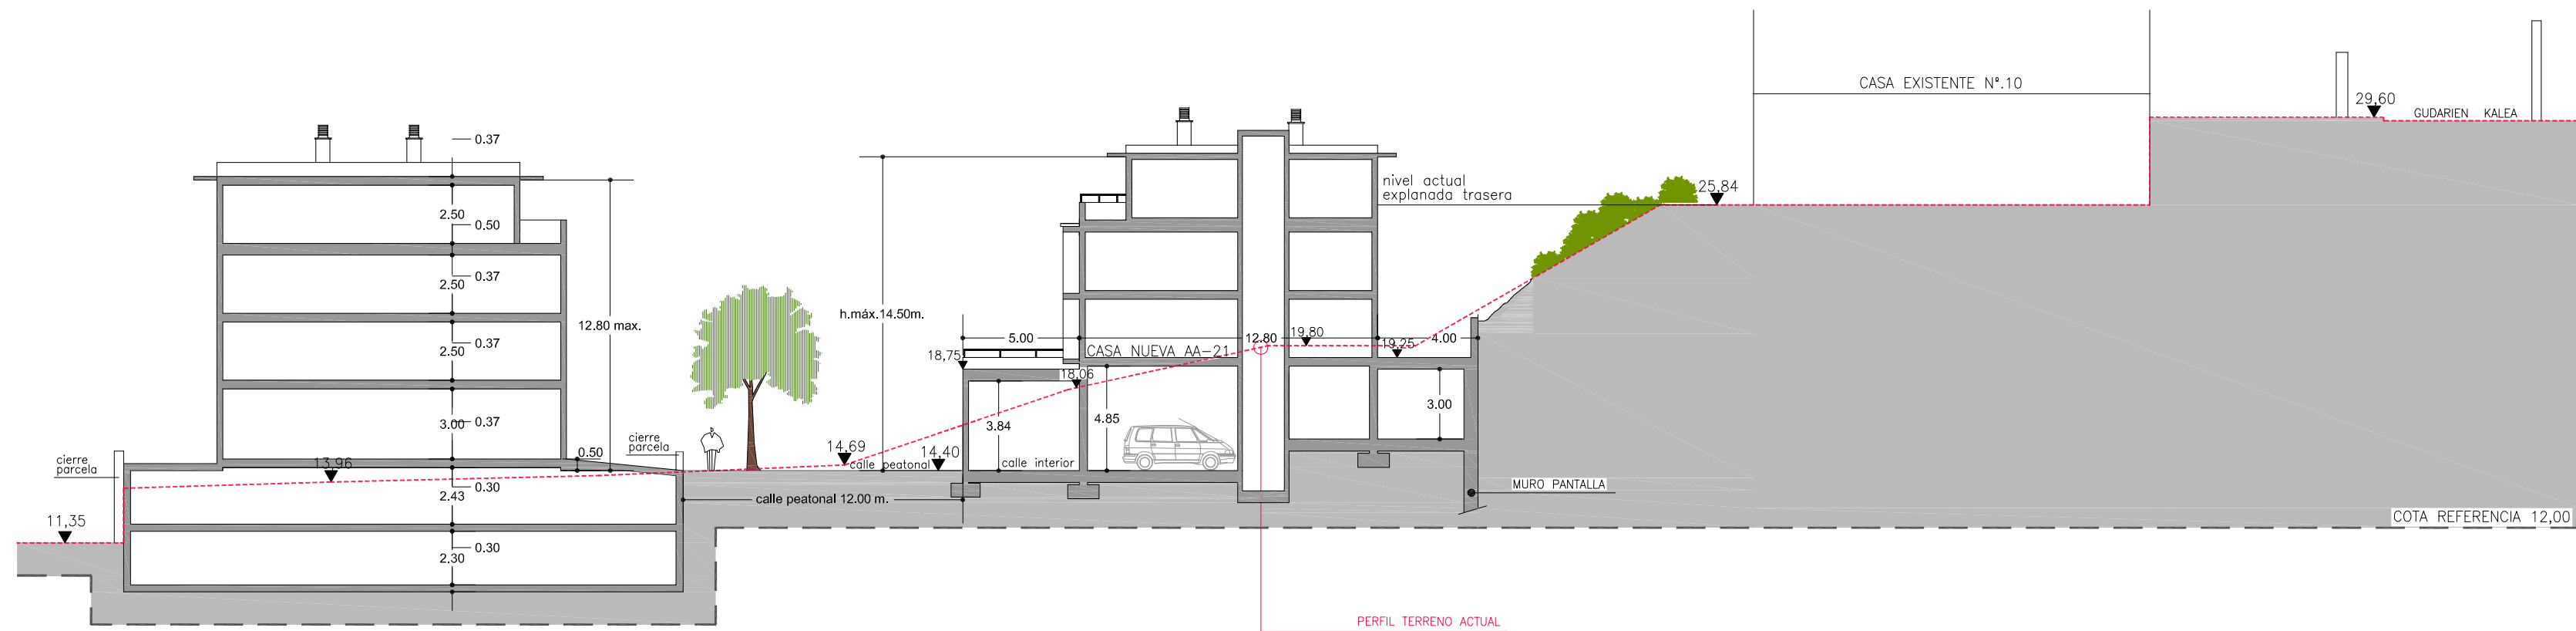 CASA EXISTENTE Nº.10
29,60
GUDARIEN KALEA
0.37
nivel actual
explanada trasera
25,84
2.50
0.50
0.37
2.50
12.80 max.
h.máx.14.50m.
0.37
2.50
5.00
12.80
19,80
4.00
18,75
CASA NUEVA AA-21
19,25
18,06
3.00
3.00
0.37
3.84
4.85
cierre
parcela
0.50
cierre
parcela
13,96
14,69
14,40
calle peatonal
calle interior
0.30
2.43
calle peatonal 12.00 m.
MURO PANTALLA
11,35
COTA REFERENCIA 12,00
0.30
2.30
PERFIL TERRENO ACTUAL